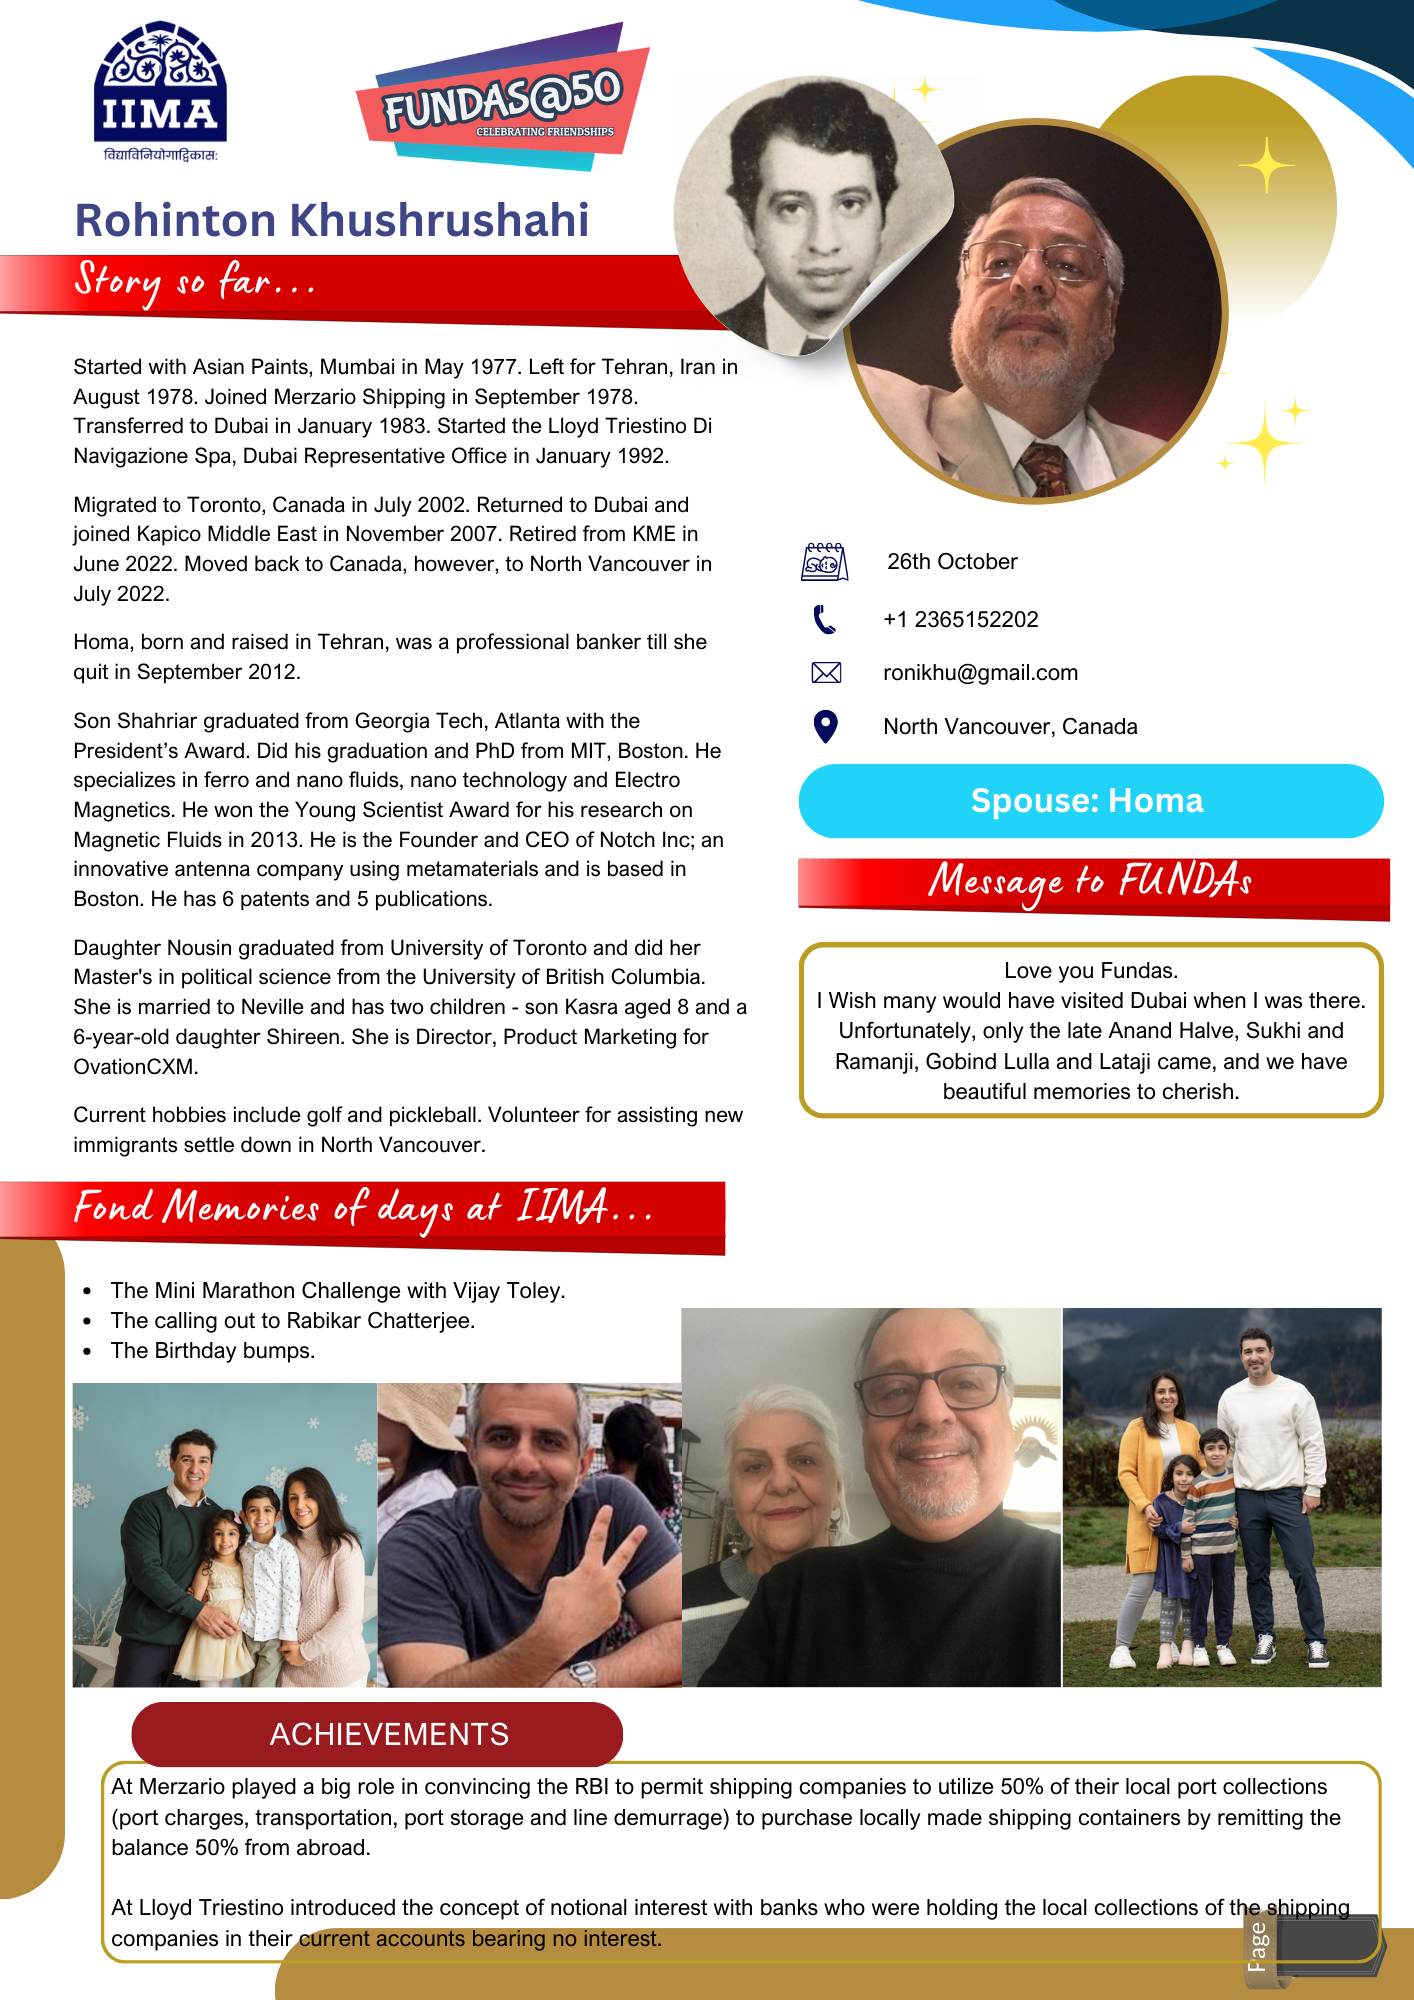 IIMA
विद्याविनियोगाद्विकास:
FUNDAS@50
CELEBRATING FRIENDSHIPS
Rohinton Khushrushahi
Story so far...
Started with Asian Paints, Mumbai in May 1977. Left for Tehran, Iran in
August 1978. Joined Merzario Shipping in September 1978.
Transferred to Dubai in January 1983. Started the Lloyd Triestino Di
Navigazione Spa, Dubai Representative Office in January 1992.
Migrated to Toronto, Canada in July 2002. Returned to Dubai and
joined Kapico Middle East in November 2007. Retired from KME in
June 2022. Moved back to Canada, however, to North Vancouver in
July 2022.
Homa, born and raised in Tehran, was a professional banker till she
quit in September 2012.
Son Shahriar graduated from Georgia Tech, Atlanta with the
President’s Award. Did his graduation and PhD from MIT, Boston. He
specializes in ferro and nano fluids, nano technology and Electro
Magnetics. He won the Young Scientist Award for his research on
Magnetic Fluids in 2013. He is the Founder and CEO of Notch Inc; an
innovative antenna company using metamaterials and is based in
Boston. He has 6 patents and 5 publications.
Daughter Nousin graduated from University of Toronto and did her
Master's in political science from the University of British Columbia.
She is married to Neville and has two children - son Kasra aged 8 and a
6-year-old daughter Shireen. She is Director, Product Marketing for
OvationCXM.
Current hobbies include golf and pickleball. Volunteer for assisting new
immigrants settle down in North Vancouver.
26th October
+1 2365152202
ronikhu@gmail.com
North Vancouver, Canada
Spouse: Homa
Message to FUNDAs
Love you Fundas.
I Wish many would have visited Dubai when I was there.
Unfortunately, only the late Anand Halve, Sukhi and
Ramanji, Gobind Lulla and Lataji came, and we have
beautiful memories to cherish.
Fond Memories of days at IIMA...
• The Mini Marathon Challenge with Vijay Toley.
• The calling out to Rabikar Chatterjee.
• The Birthday bumps.
ACHIEVEMENTS
At Merzario played a big role in convincing the RBI to permit shipping companies to utilize 50% of their local port collections
(port charges, transportation, port storage and line demurrage) to purchase locally made shipping containers by remitting the
balance 50% from abroad.
At Lloyd Triestino introduced the concept of notional interest with banks who were holding the local collections of the shipping
companies in their current accounts bearing no interest.
Page